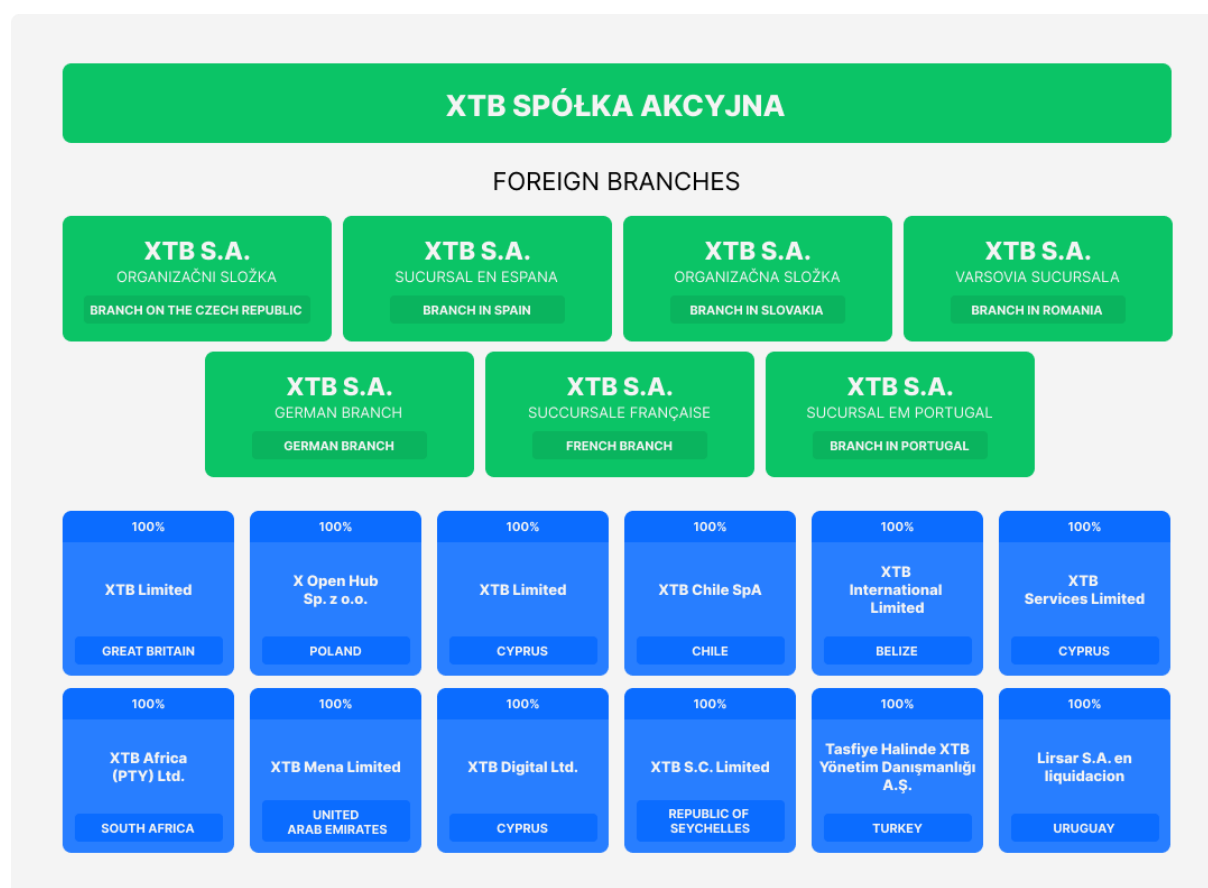 XTB SPÓŁKA AKCYJNA
FOREIGN BRANCHES
XTB S.A.
ORGANIZAČNI SLOŽKA
BRANCH ON THE CZECH REPUBLIC
XTB S.A.
SUCURSAL EN ESPANA
BRANCH IN SPAIN
XTB S.A.
ORGANIZAČNA SLOŽKA
BRANCH IN SLOVAKIA
XTB S.A.
VARSOVIA SUCURSALA
BRANCH IN ROMANIA
XTB S.A.
GERMAN BRANCH
GERMAN BRANCH
XTB S.A.
SUCCURSALE FRANÇAISE
FRENCH BRANCH
XTB S.A.
SUCURSAL EM PORTUGAL
BRANCH IN PORTUGAL
100%
XTB Limited
GREAT BRITAIN
100%
X Open Hub
Sp. z o.o.
POLAND
100%
XTB Limited
CYPRUS
100%
XTB Chile SpA
CHILE
100%
XTB
International
Limited
BELIZE
100%
XTB
Services Limited
CYPRUS
100%
XTB Africa
(PTY) Ltd.
SOUTH AFRICA
100%
XTB Mena Limited
UNITED
ARAB EMIRATES
100%
XTB Digital Ltd.
CYPRUS
100%
XTB S.C. Limited
REPUBLIC OF
SEYCHELLES
100%
Tasfiye Halinde XTB
Yönetim Danışmanlığı
A.Ş.
TURKEY
100%
Lirsar S.A. en
liquidacion
URUGUAY